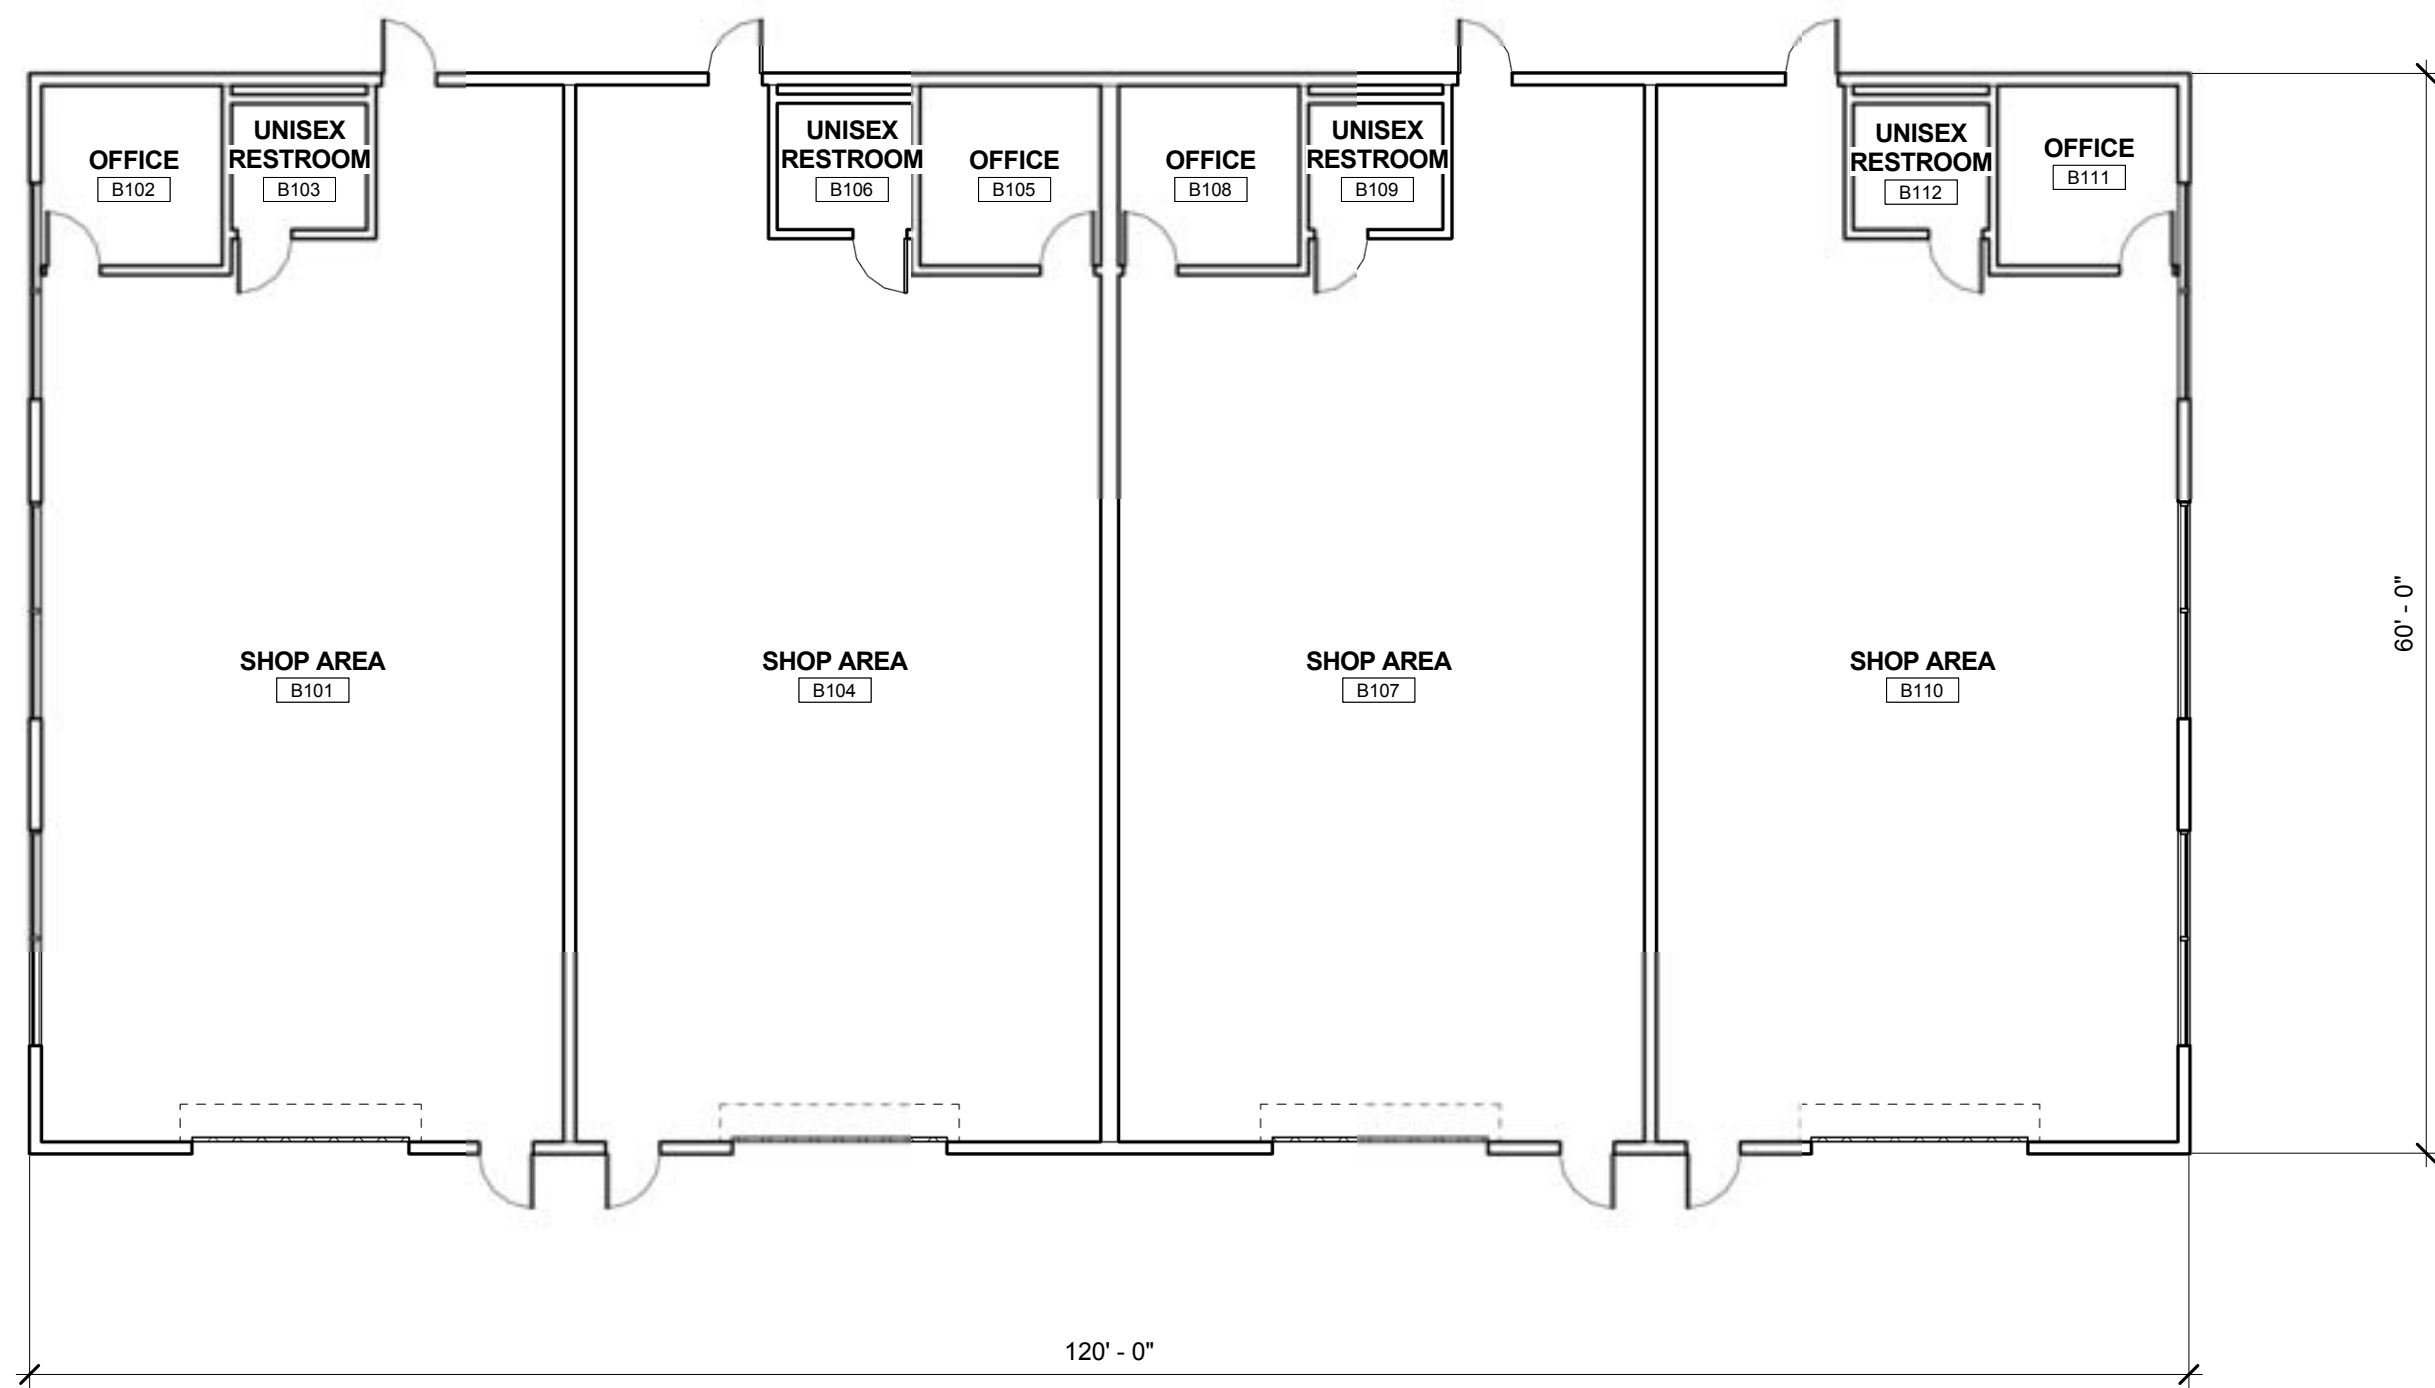 OFFICE
B102
UNISEX
RESTROOM
B103
UNISEX
RESTROOM
B106
OFFICE
B105
OFFICE
B108
UNISEX
RESTROOM
B109
UNISEX
RESTROOM
B112
OFFICE
B111
SHOP AREA
B101
SHOP AREA
B104
SHOP AREA
B107
SHOP AREA
B110
60' - 0"
120' - 0"